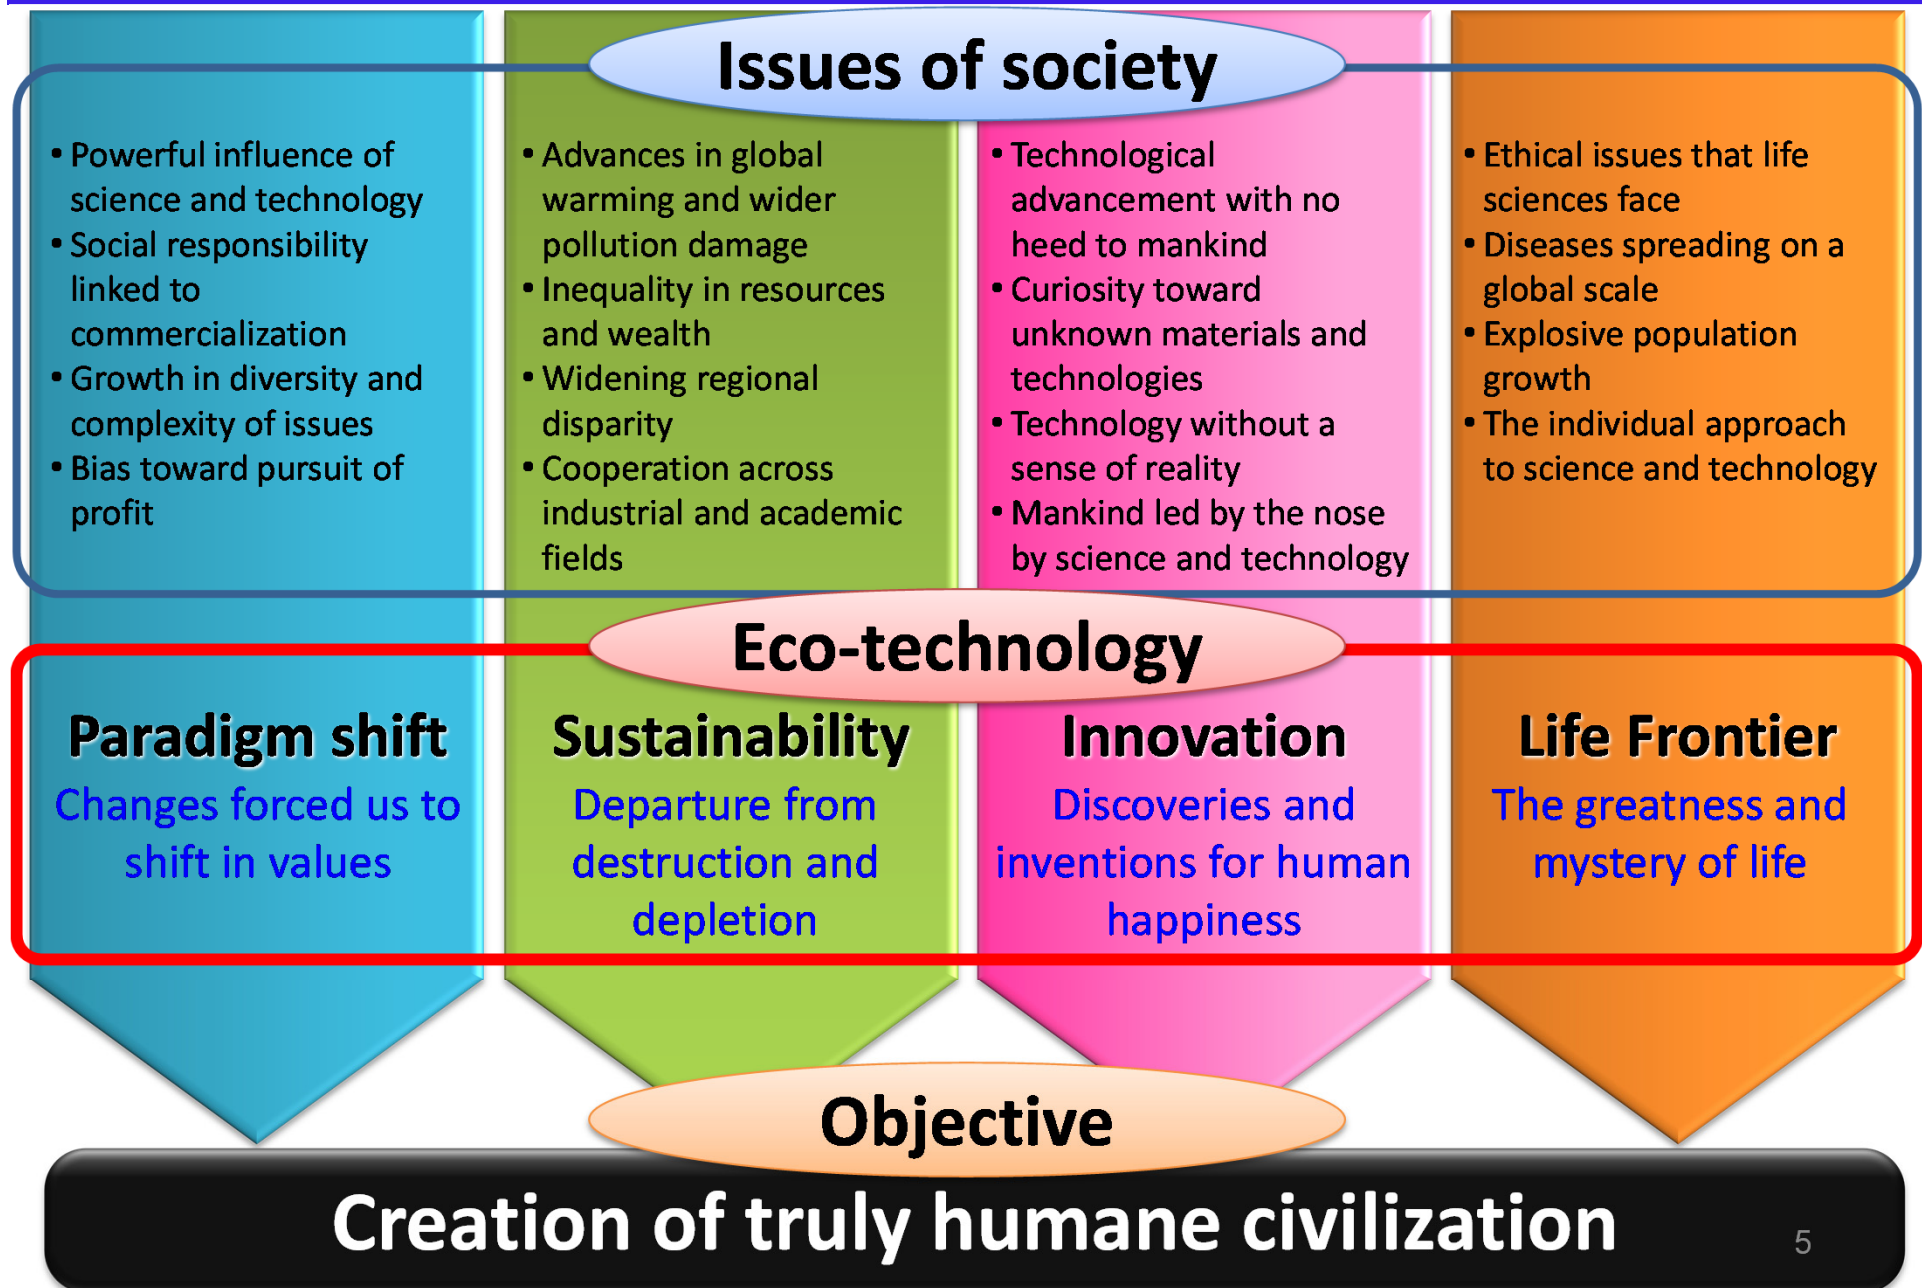 Issues of society
• Powerful influence of
science and technology
• Social responsibility
linked to
commercialization
• Growth in diversity and
complexity of issues
• Bias toward pursuit of
profit
• Advances in global
warming and wider
pollution damage
• Inequality in resources
and wealth
• Widening regional
disparity
• Cooperation across
industrial and academic
fields
• Technological
advancement with no
heed to mankind
• Curiosity toward
unknown materials and
technologies
• Technology without a
sense of reality
• Mankind led by the nose
by science and technology
• Ethical issues that life
sciences face
• Diseases spreading on a
global scale
• Explosive population
growth
• The individual approach
to science and technology
Eco-technology
Paradigm shift
Changes forced us to
shift in values
Sustainability
Departure from
destruction and
depletion
Innovation
Discoveries and
inventions for human
happiness
Life Frontier
The greatness and
mystery of life
Objective
Creation of truly humane civilization
5